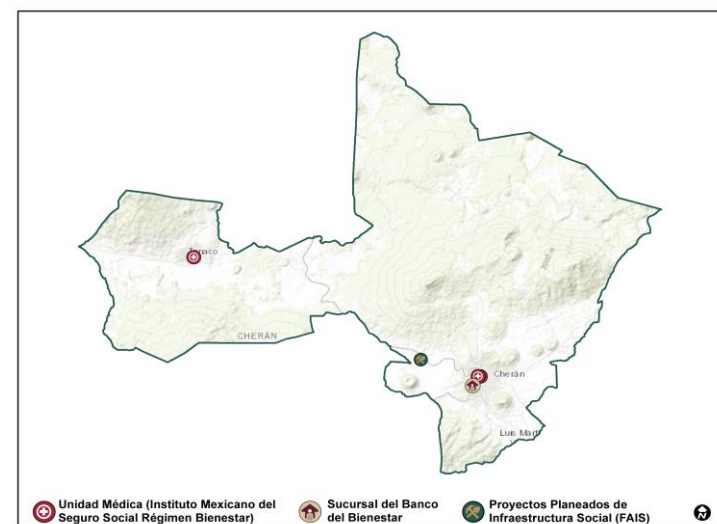 CHERÁN
3000 m
Cherán
Unidad Médica (Instituto Mexicano del
Seguro Social Régimen Bienestar)
Sucursal del Banco
del Bienestar
Proyectos Planeados de
Infraestructura Social (FAIS)
N